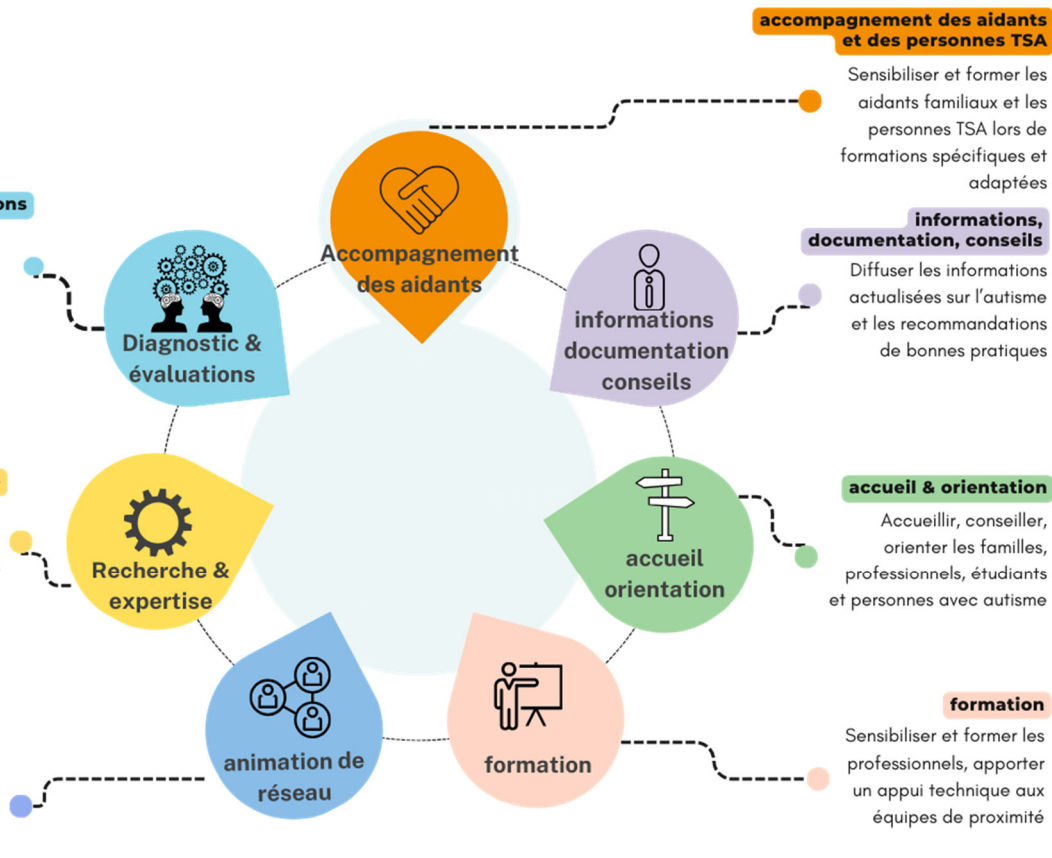 accompagnement des aidants
et des personnes TSA
Sensibiliser et former les
aidants familiaux et les
personnes TSA lors de
formations spécifiques et
adaptées
ons
Accompagnement
des aidants
informations,
documentation, conseils
Diffuser les informations
actualisées sur l'autisme
et les recommandations
de bonnes pratiques
Diagnostic &
évaluations
informations
documentation
conseils
accueil & orientation
Accueillir, conseiller,
orienter les familles,
professionnels, étudiants
et personnes avec autisme
Recherche &
expertise
accueil
orientation
formation
Sensibiliser et former les
professionnels, apporter
un appui technique aux
équipes de proximité
animation de
réseau
formation